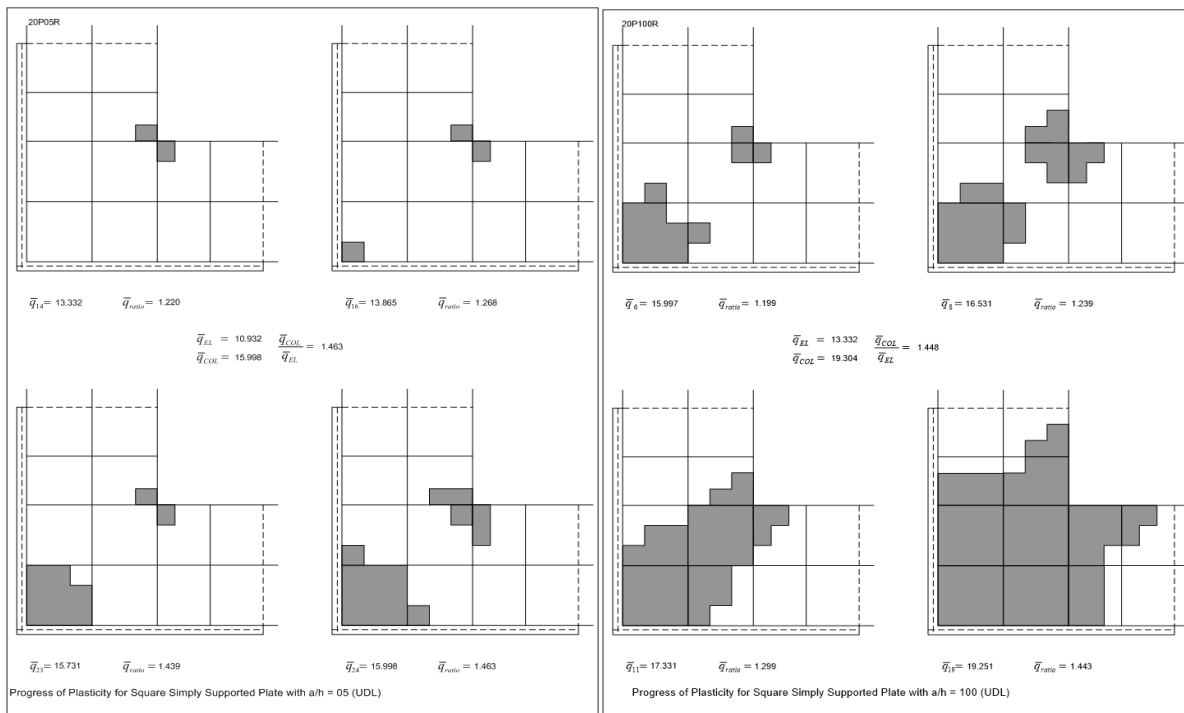 20P05R
q̅14= 13.332 q̅ratio= 1.220
q̅16= 13.865 q̅ratio= 1.268
q̅EL= 10.932 q̅COL/q̅EL = 1.463
q̅COL= 15.998
q̅23= 15.731 q̅ratio= 1.439
q̅24= 15.998 q̅ratio= 1.463
Progress of Plasticity for Square Simply Supported Plate with a/h = 05 (UDL)
20P100R
q̅6= 15.997 q̅ratio= 1.199
q̅8= 16.531 q̅ratio= 1.239
q̅EL= 13.332 q̅COL/q̅EL = 1.448
q̅COL= 19.304
q̅11= 17.331 q̅ratio= 1.299
q̅19= 19.251 q̅ratio= 1.443
Progress of Plasticity for Square Simply Supported Plate with a/h = 100 (UDL)